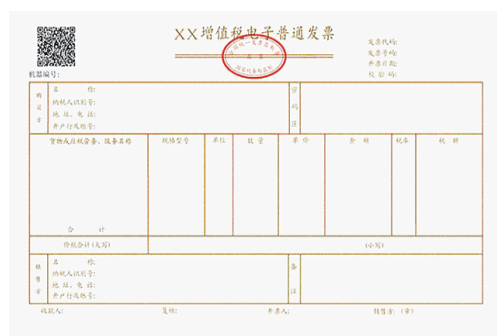 XX增值税电子普通发票
发票代码:
发票号码:
开票日期:
校 验 码:
机器编号:
购买方
名 称:
纳税人识别号:
地 址、电 话:
开户行及账号:
密码区
货物或应税劳务、服务名称 规格型号 单位 数 量 单 价 金 额 税率 税 额
合 计
价税合计(大写) (小写)
销售方
名 称:
纳税人识别号:
地 址、电 话:
开户行及账号:
备注
收款人: 复核: 开票人: 销售方:(章)